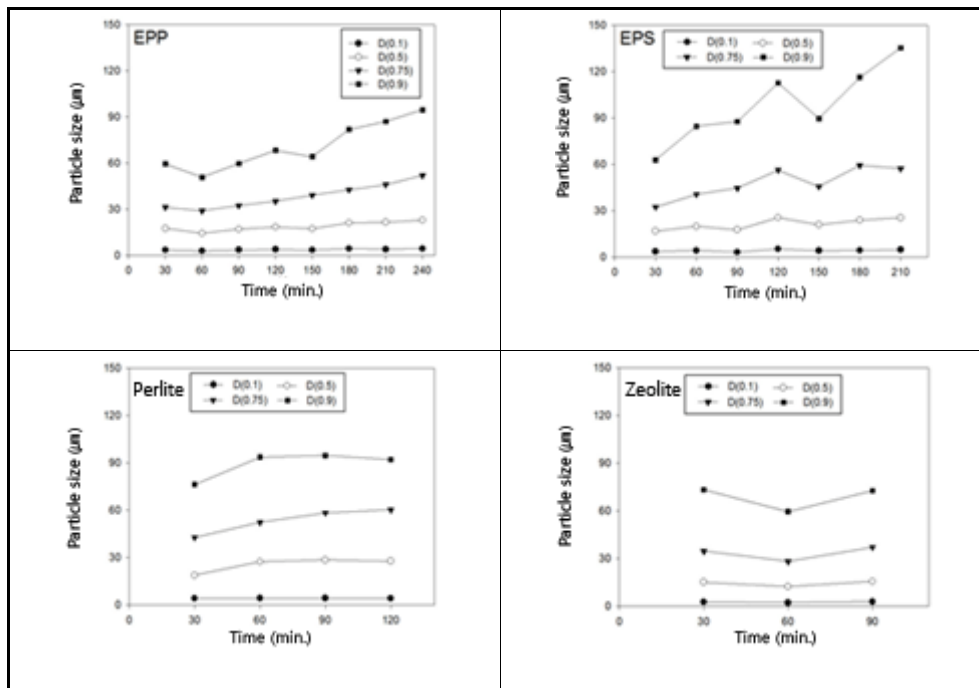 EPP
D(0.1)
D(0.5)
D(0.75)
D(0.9)
150
120
90
60
30
0
Particle size (㎛)
0 30 60 90 120 150 180 210 240
Time (min.)
EPS
D(0.1) D(0.5)
D(0.75) D(0.9)
150
120
90
60
30
0
Particle size (㎛)
0 30 60 90 120 150 180 210
Time (min.)
Perlite
D(0.1) D(0.5)
D(0.75) D(0.9)
150
120
90
60
30
0
Particle size (㎛)
0 30 60 90 120
Time (min.)
Zeolite
D(0.1) D(0.5)
D(0.75) D(0.9)
150
120
90
60
30
0
Particle size (㎛)
0 30 60 90
Time (min.)